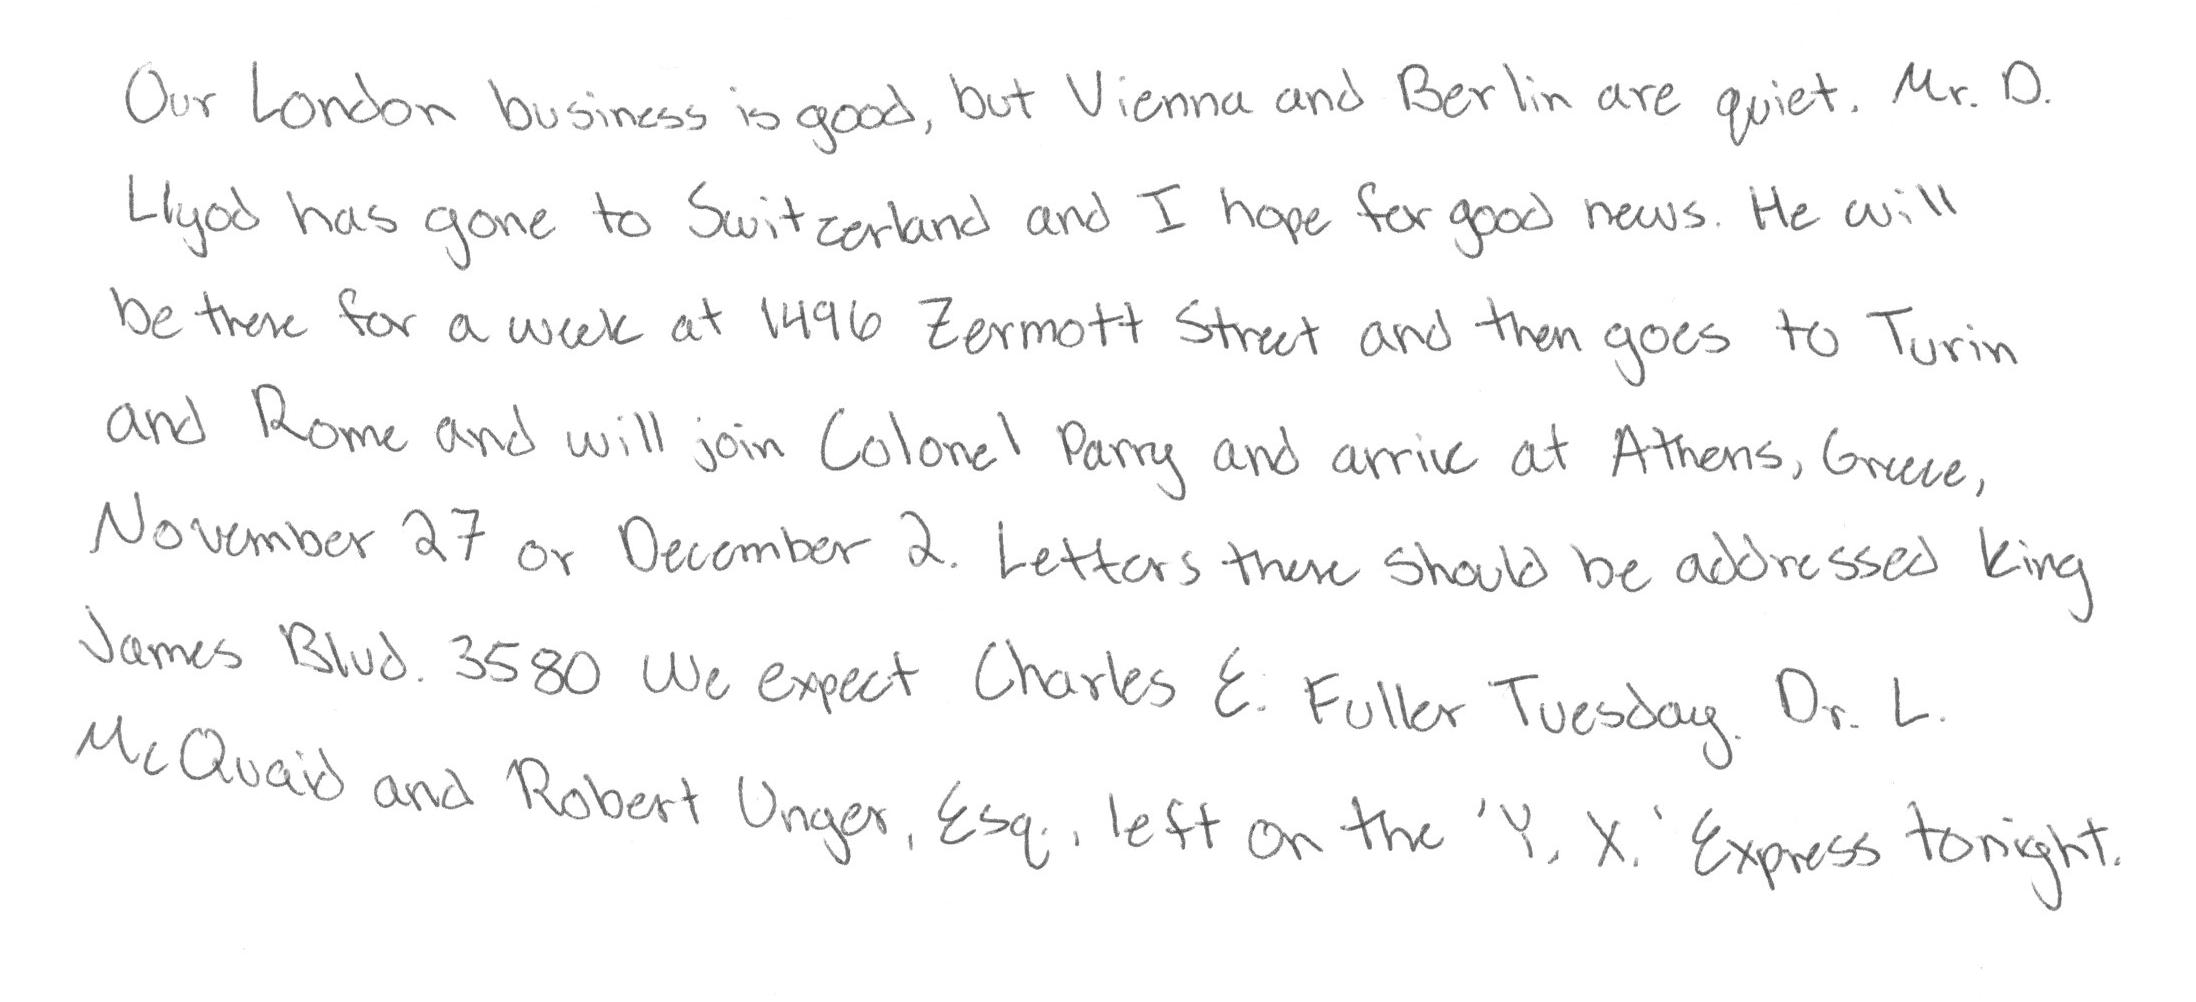 Our London business is good, but Vienna and Berlin are quiet. Mr. D.
Llyod has gone to Switzerland and I hope for good news. He will
be there for a week at 1496 Zermott Street and then goes to Turin
and Rome and will join Colonel Parry and arrive at Athens, Greece,
November 27 or December 2. Letters there should be addressed King
James Blvd. 3580 We expect Charles E. Fuller Tuesday. Dr. L.
McQuaid and Robert Unger, Esq., left on the 'Y. X.' Express tonight.